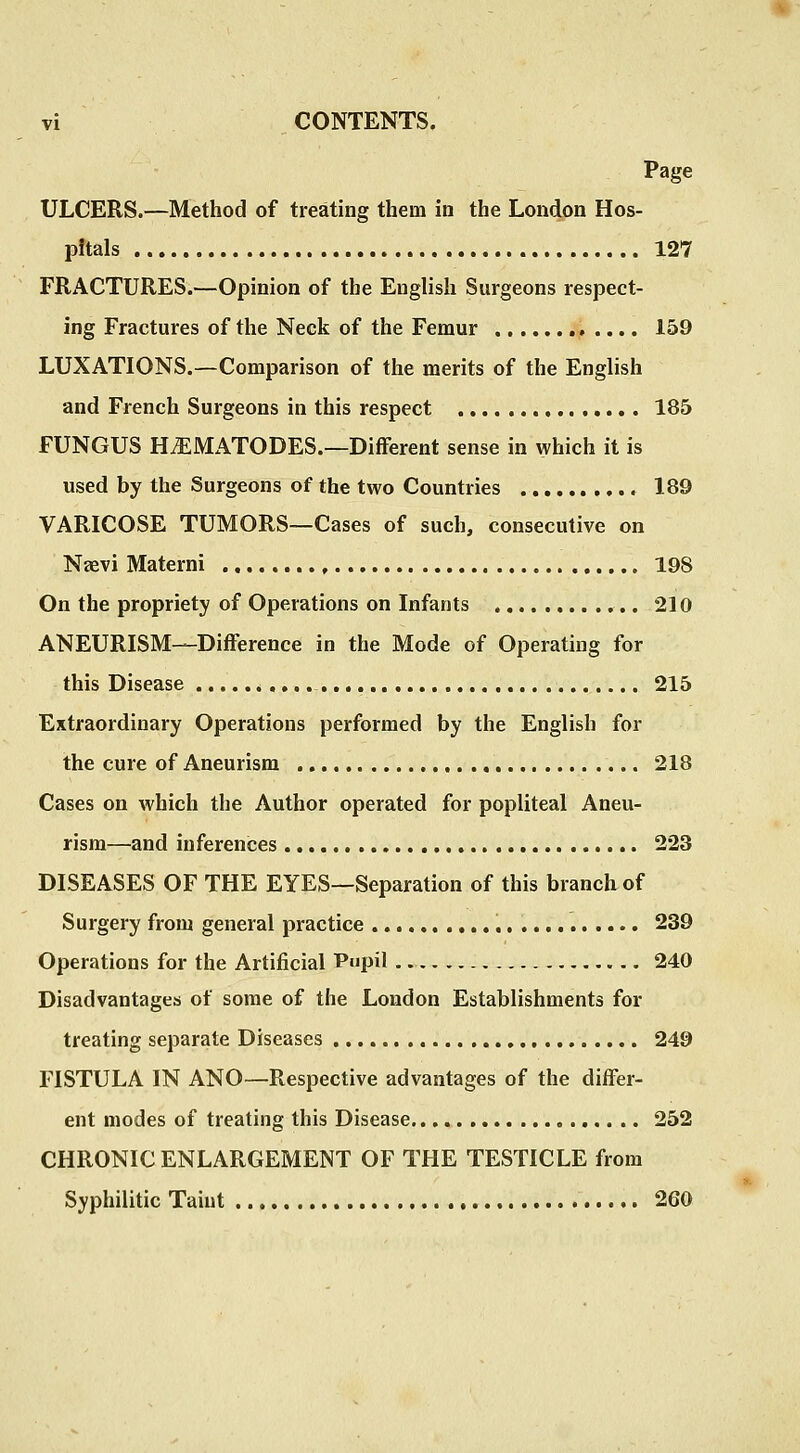 vi CONTENTS.
Page
ULCERS.—Method of treating them in the London Hos-
pitals ........................................ 127
FRACTURES.—Opinion of the English Surgeons respect-
ing Fractures of the Neck of the Femur ............ 159
LUXATIONS.—Comparison of the merits of the English
and French Surgeons in this respect ............... 185
FUNGUS HÆMATODES.—Different sense in which it is
used by the Surgeons of the two Countries .......... 189
VARICOSE TUMORS—Cases of such, consecutive on
Nævi Materni .................................. 198
On the propriety of Operations on Infants ............ 210
ANEURISM—Difference in the Mode of Operating for
this Disease .................................... 215
Extraordinary Operations performed by the English for
the cure of Aneurism ............................ 218
Cases on which the Author operated for popliteal Aneu-
rism—and inferences ............................. 223
DISEASES OF THE EYES—Separation of this branch of
Surgery from general practice ...................... 239
Operations for the Artificial Pupil .................... 240
Disadvantages of some of the London Establishments for
treating separate Diseases ......................... 249
FISTULA IN ANO—Respective advantages of the differ-
ent modes of treating this Disease................... 252
CHRONIC ENLARGEMENT OF THE TESTICLE from
Syphilitic Taint ................................. 260